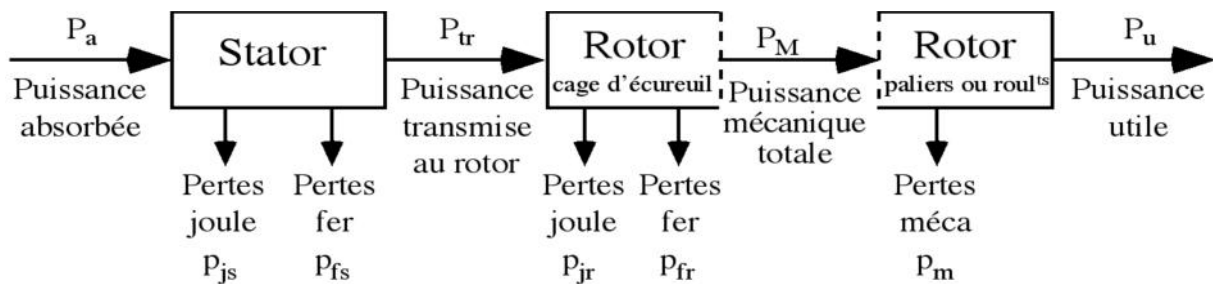 Pa
Puissance
absorbée
Stator
Pertes
joule
pjs
Pertes
fer
pfs
Ptr
Puissance
transmise
au rotor
Rotor
cage d'écureuil
Pertes
joule
pjr
Pertes
fer
pfr
PM
Puissance
mécanique
totale
Rotor
paliers ou roults
Pertes
méca
pm
Pu
Puissance
utile